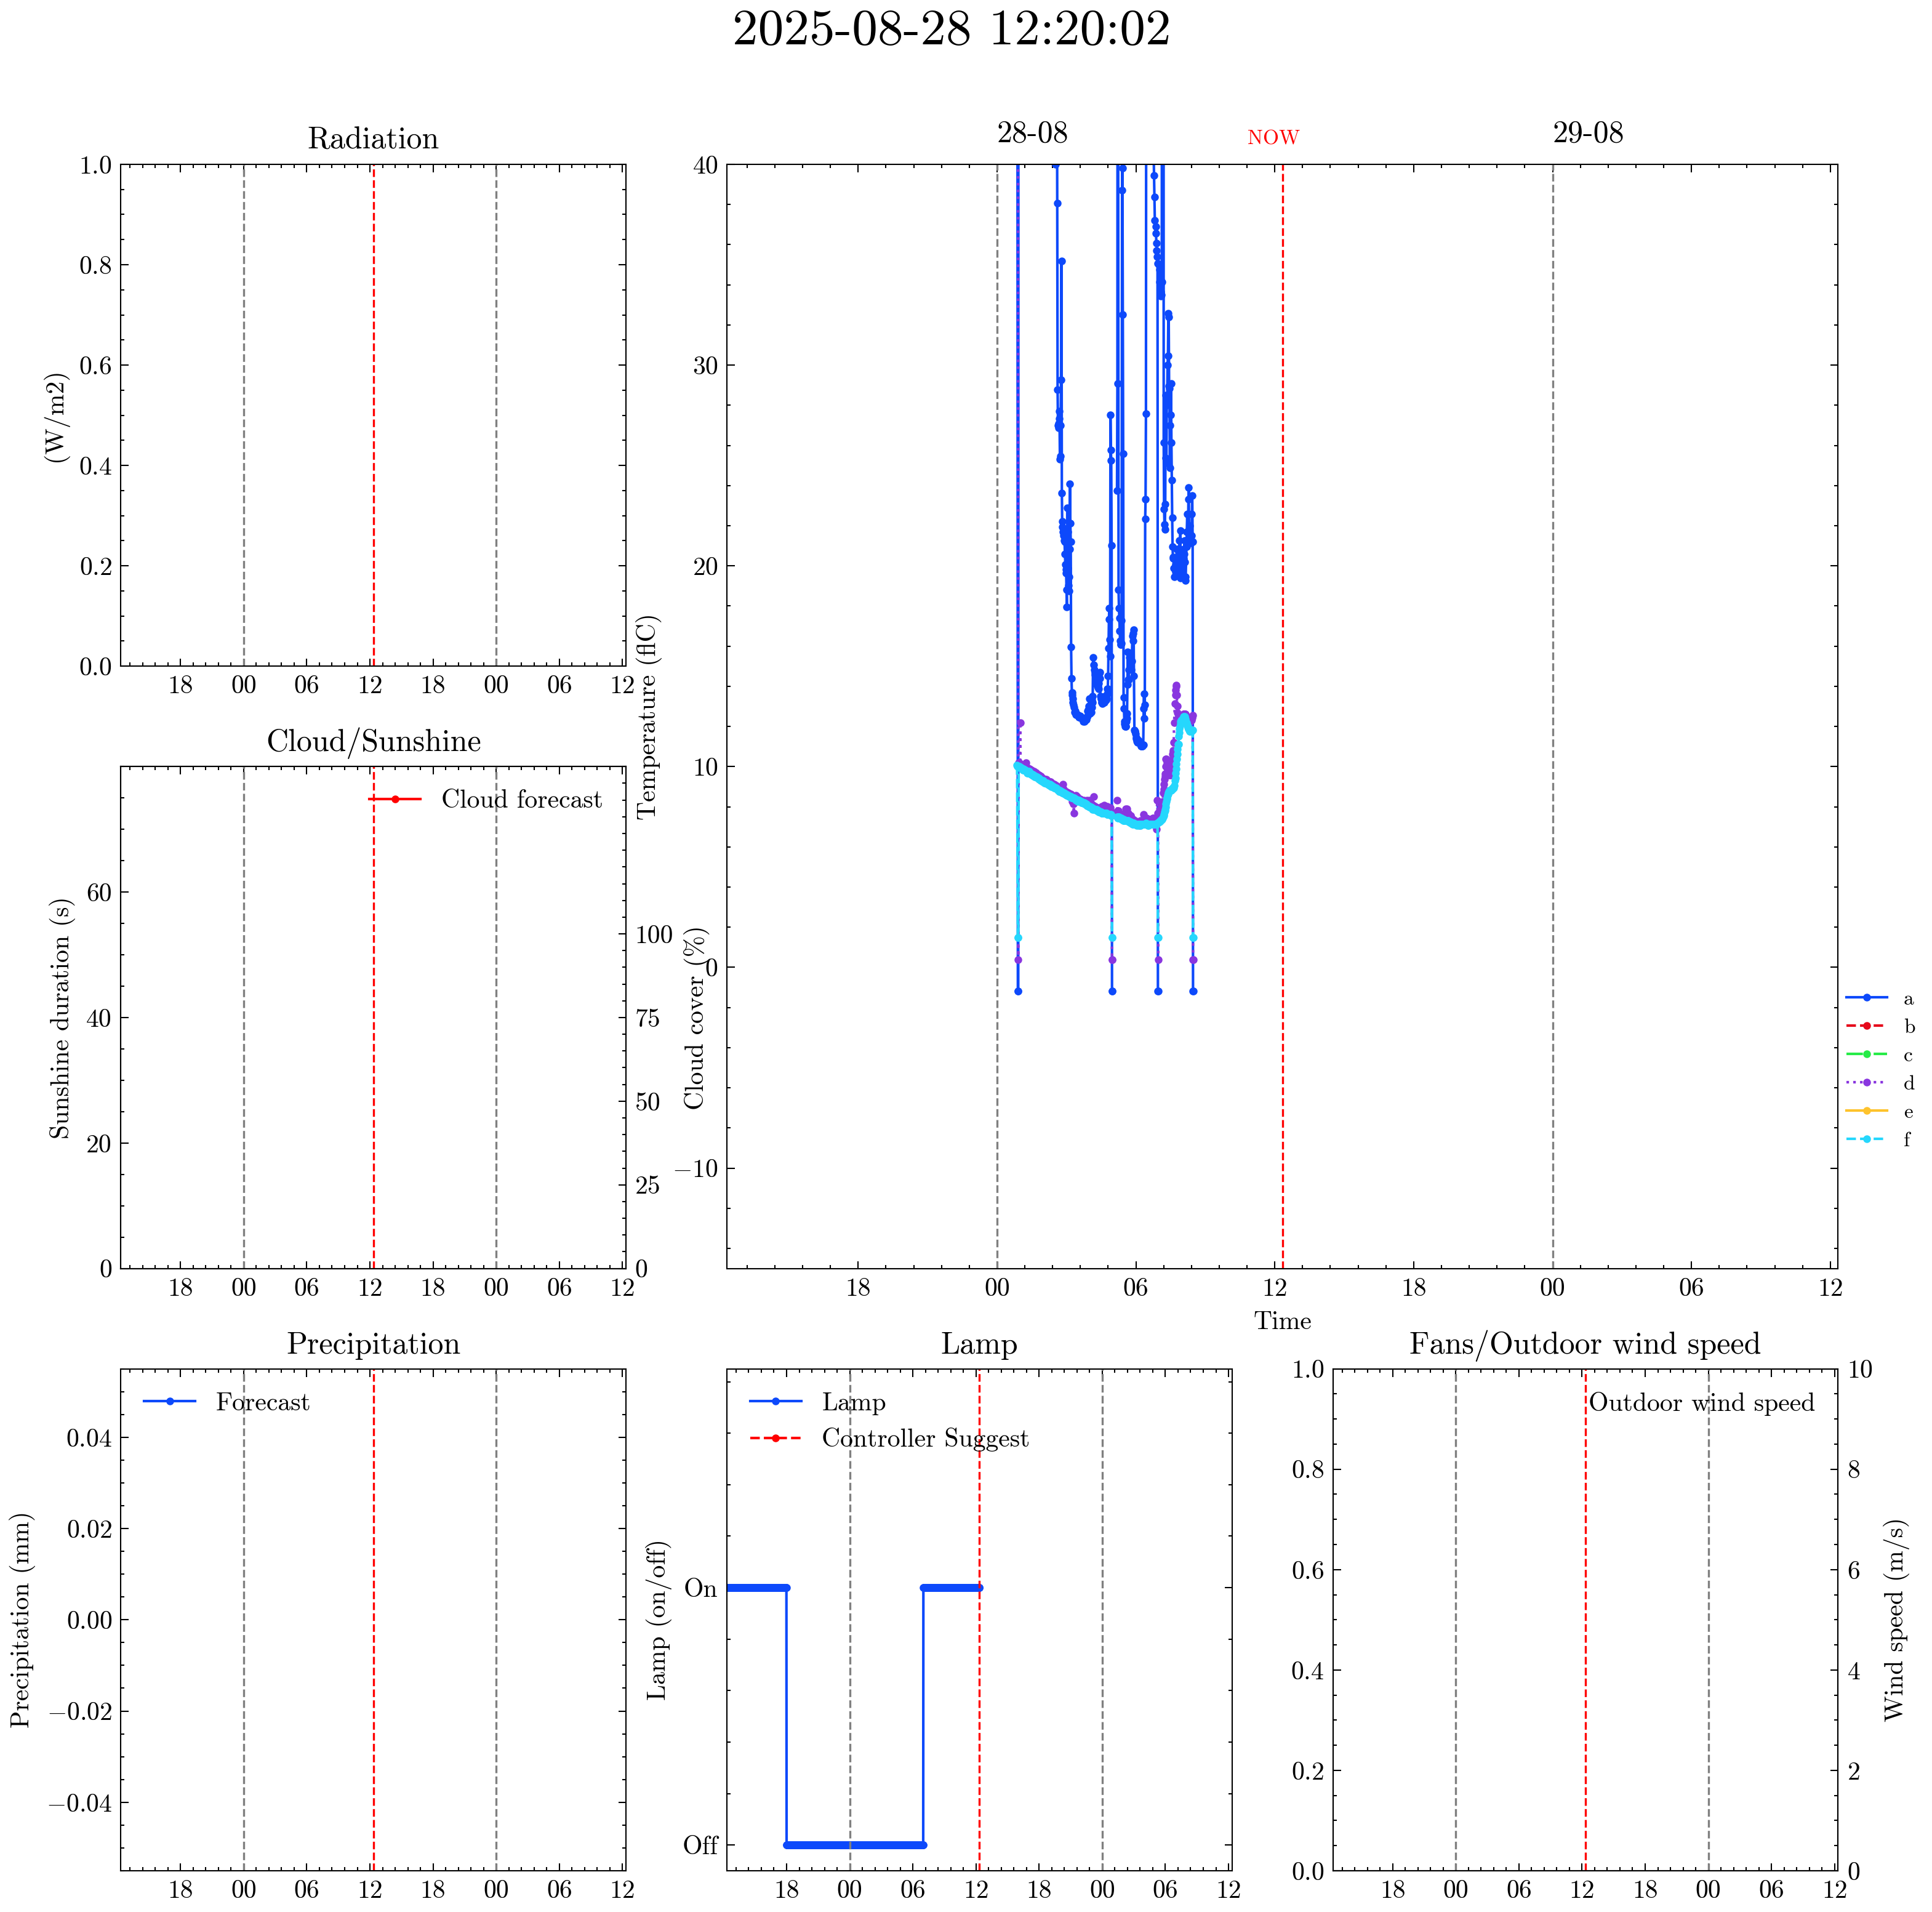 2025-08-28 12:20:02
Radiation
(W/m2)
1.0
0.8
0.6
0.4
0.2
0.0
18 00 06 12 18 00 06 12
28-08 NOW 29-08
Temperature (flC)
40
30
20
10
0
−10
18 00 06 12 18 00 06 12
Time
a
b
c
d
e
f
Cloud/Sunshine
Cloud forecast
Sunshine duration (s)
60
40
20
0
Cloud cover (%)
100
75
50
25
0
18 00 06 12 18 00 06 12
Precipitation
Forecast
Precipitation (mm)
0.04
0.02
0.00
−0.02
−0.04
18 00 06 12 18 00 06 12
Lamp
Lamp
Controller Suggest
Lamp (on/off)
On
Off
18 00 06 12 18 00 06 12
Fans/Outdoor wind speed
Outdoor wind speed
1.0
0.8
0.6
0.4
0.2
0.0
10
8
6
4
2
0
Wind speed (m/s)
18 00 06 12 18 00 06 12